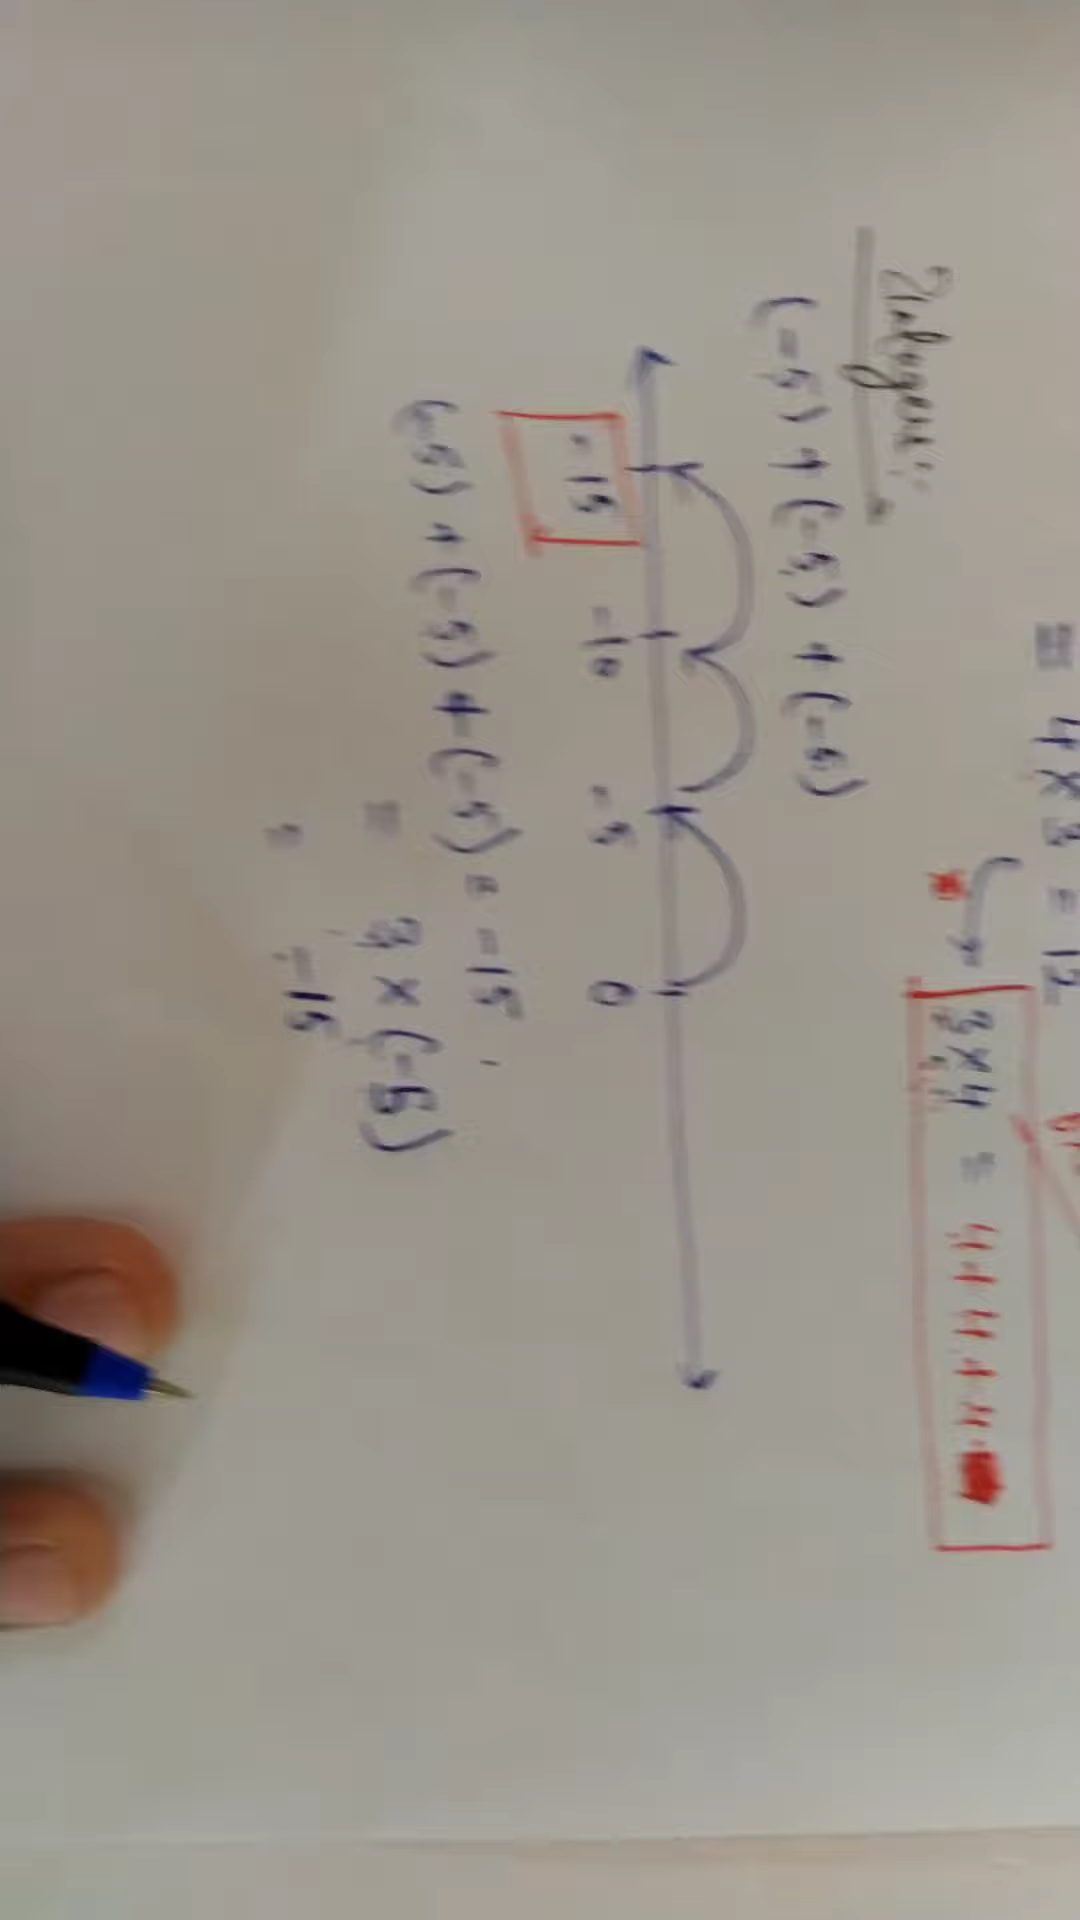 = 4 × 3 = 12
3×4 = 4+4+4
Integers:-
(-5) + (-5) + (-5)
-15 -10 -5 0
(-5) + (-5) + (-5) = -15
= 3 × (-5)
= -15